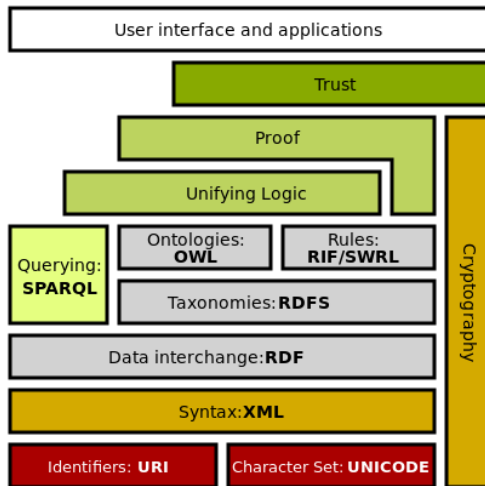 User interface and applications
Trust
Proof
Unifying Logic
Querying:
SPARQL
Ontologies:
OWL
Rules:
RIF/SWRL
Taxonomies:RDFS
Data interchange:RDF
Syntax:XML
Identifiers: URI
Character Set: UNICODE
Cryptography